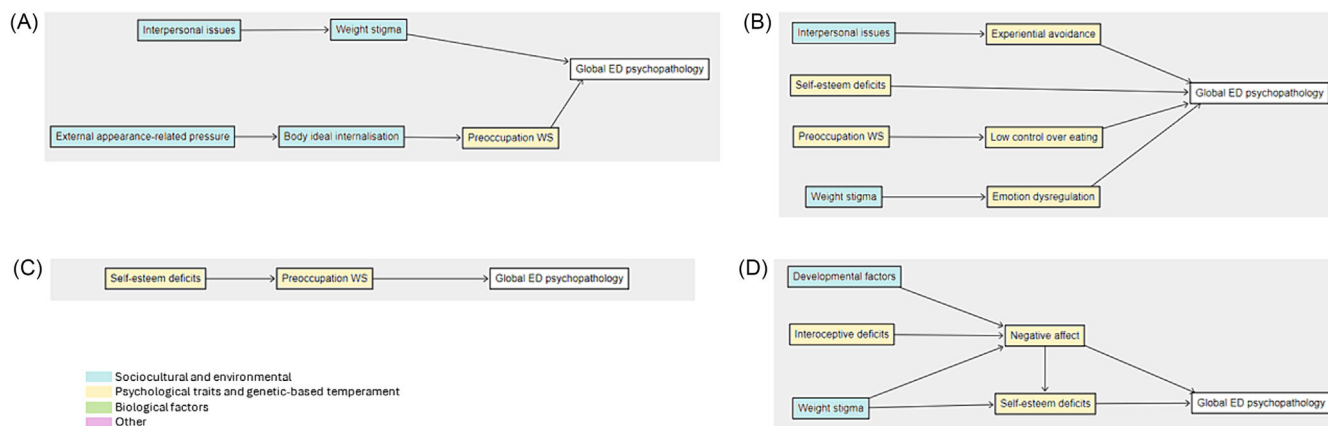 (A)
Interpersonal issues
Weight stigma
Global ED psychopathology
External appearance-related pressure
Body ideal internalisation
Preoccupation WS
(B)
Interpersonal issues
Experiential avoidance
Self-esteem deficits
Global ED psychopathology
Preoccupation WS
Low control over eating
Weight stigma
Emotion dysregulation
(C)
Self-esteem deficits
Preoccupation WS
Global ED psychopathology
(D)
Developmental factors
Interoceptive deficits
Negative affect
Weight stigma
Self-esteem deficits
Global ED psychopathology
Sociocultural and environmental
Psychological traits and genetic-based temperament
Biological factors
Other